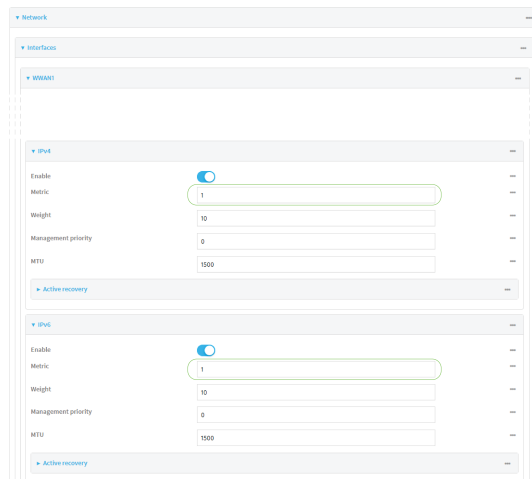 Network
Interfaces
WWAN1
IPv4
Enable
Metric 1
Weight 10
Management priority 0
MTU 1500
Active recovery
IPv6
Enable
Metric 1
Weight 10
Management priority 0
MTU 1500
Active recovery